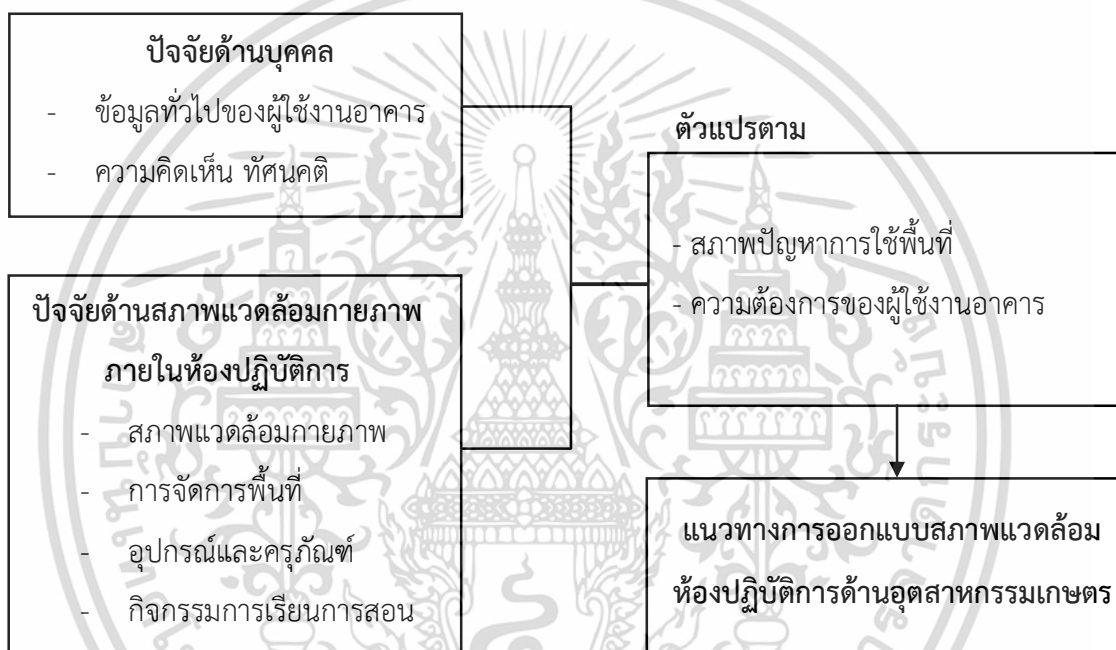 ปัจจัยด้านบุคคล
- ข้อมูลทั่วไปของผู้ใช้งานอาคาร
- ความคิดเห็น ทัศนคติ
ปัจจัยด้านสภาพแวดล้อมกายภาพ
ภายในห้องปฏิบัติการ
- สภาพแวดล้อมกายภาพ
- การจัดการพื้นที่
- อุปกรณ์และครุภัณฑ์
- กิจกรรมการเรียนการสอน
ตัวแปรตาม
- สภาพปัญหาการใช้พื้นที่
- ความต้องการของผู้ใช้งานอาคาร
แนวทางการออกแบบสภาพแวดล้อม
ห้องปฏิบัติการด้านอุตสาหกรรมเกษตร